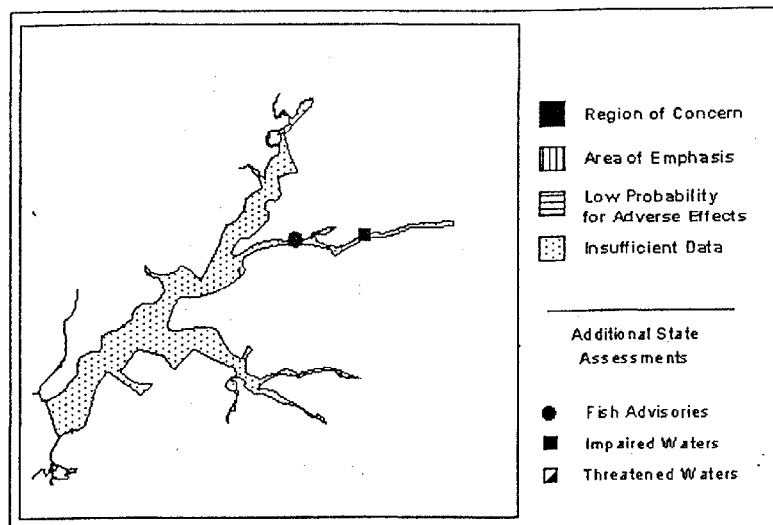 Region of Concern
Area of Emphasis
Low Probability
for Adverse Effects
Insufficient Data
Additional State
Assessments
Fish Advisories
Impaired Waters
Threatened Waters